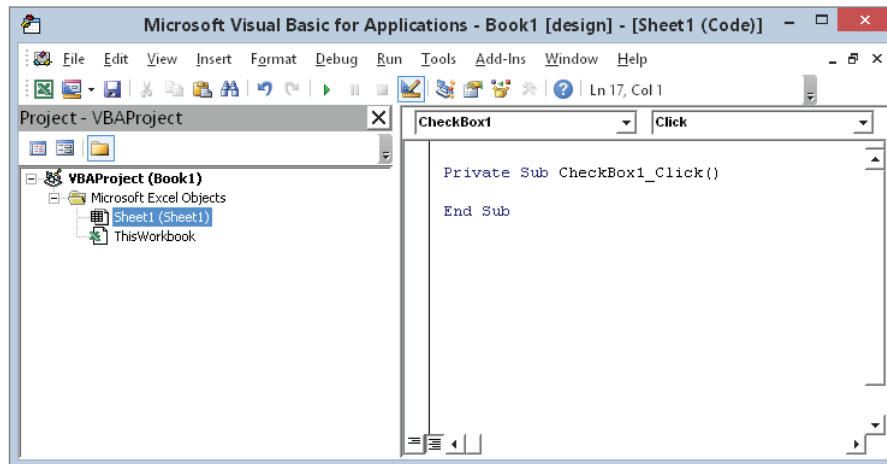 Microsoft Visual Basic for Applications - Book1 [design] - [Sheet1 (Code)]
File Edit View Insert Format Debug Run Tools Add-Ins Window Help
Ln 17, Col 1
Project - VBAProject
CheckBox1 Click
VBAProject (Book1)
Microsoft Excel Objects
Sheet1 (Sheet1)
ThisWorkbook
Private Sub CheckBox1_Click()
End Sub